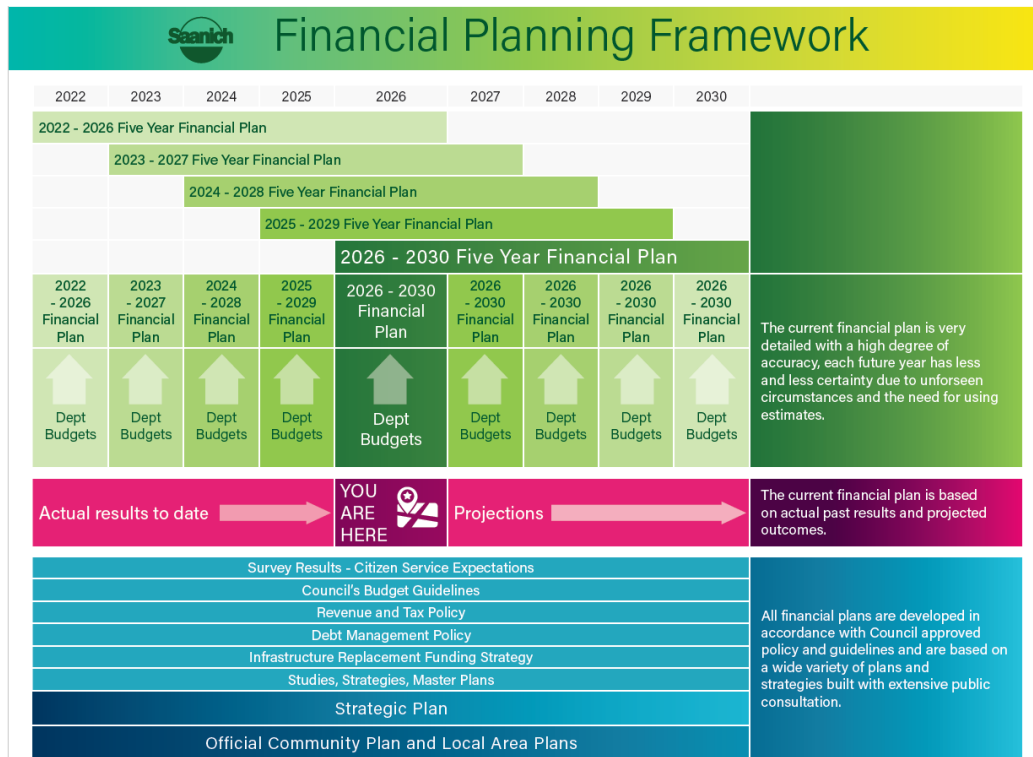 Saanich
Financial Planning Framework
2022 2023 2024 2025 2026 2027 2028 2029 2030
2022 - 2026 Five Year Financial Plan
2023 - 2027 Five Year Financial Plan
2024 - 2028 Five Year Financial Plan
2025 - 2029 Five Year Financial Plan
2026 - 2030 Five Year Financial Plan
2022
- 2026
Financial
Plan
2023
- 2027
Financial
Plan
2024
- 2028
Financial
Plan
2025
- 2029
Financial
Plan
2026 - 2030
Financial
Plan
2026
- 2030
Financial
Plan
2026
- 2030
Financial
Plan
2026
- 2030
Financial
Plan
2026
- 2030
Financial
Plan
The current financial plan is very
detailed with a high degree of
accuracy, each future year has less
and less certainty due to unforseen
circumstances and the need for using
estimates.
Dept
Budgets
Dept
Budgets
Dept
Budgets
Dept
Budgets
Dept
Budgets
Dept
Budgets
Dept
Budgets
Dept
Budgets
Dept
Budgets
Actual results to date
YOU
ARE
HERE
Projections
The current financial plan is based
on actual past results and projected
outcomes.
Survey Results - Citizen Service Expectations
Council's Budget Guidelines
Revenue and Tax Policy
Debt Management Policy
Infrastructure Replacement Funding Strategy
Studies, Strategies, Master Plans
Strategic Plan
Official Community Plan and Local Area Plans
All financial plans are developed in
accordance with Council approved
policy and guidelines and are based on
a wide variety of plans and
strategies built with extensive public
consultation.